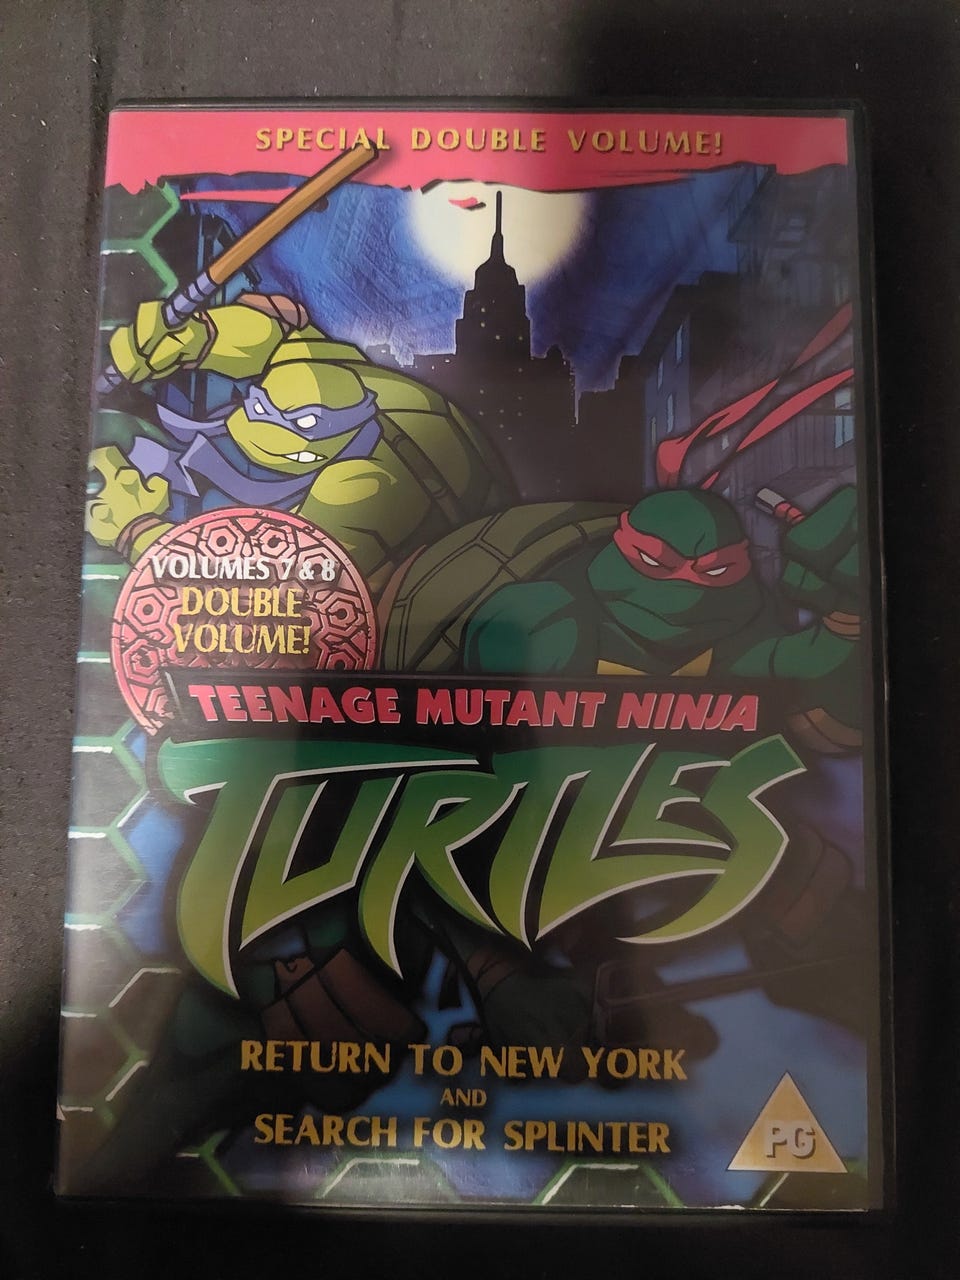 SPECIAL DOUBLE VOLUME!
VOLUMES 7 & 8
DOUBLE
VOLUME!
TEENAGE MUTANT NINJA
TURTLES
RETURN TO NEW YORK
AND
SEARCH FOR SPLINTER
PG